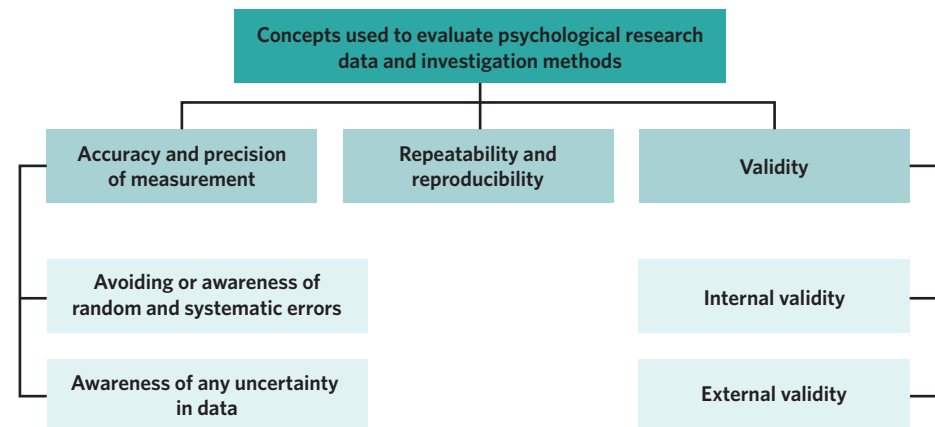 Concepts used to evaluate psychological research
data and investigation methods
Accuracy and precision
of measurement
Repeatability and
reproducibility
Validity
Avoiding or awareness of
random and systematic errors
Internal validity
Awareness of any uncertainty
in data
External validity